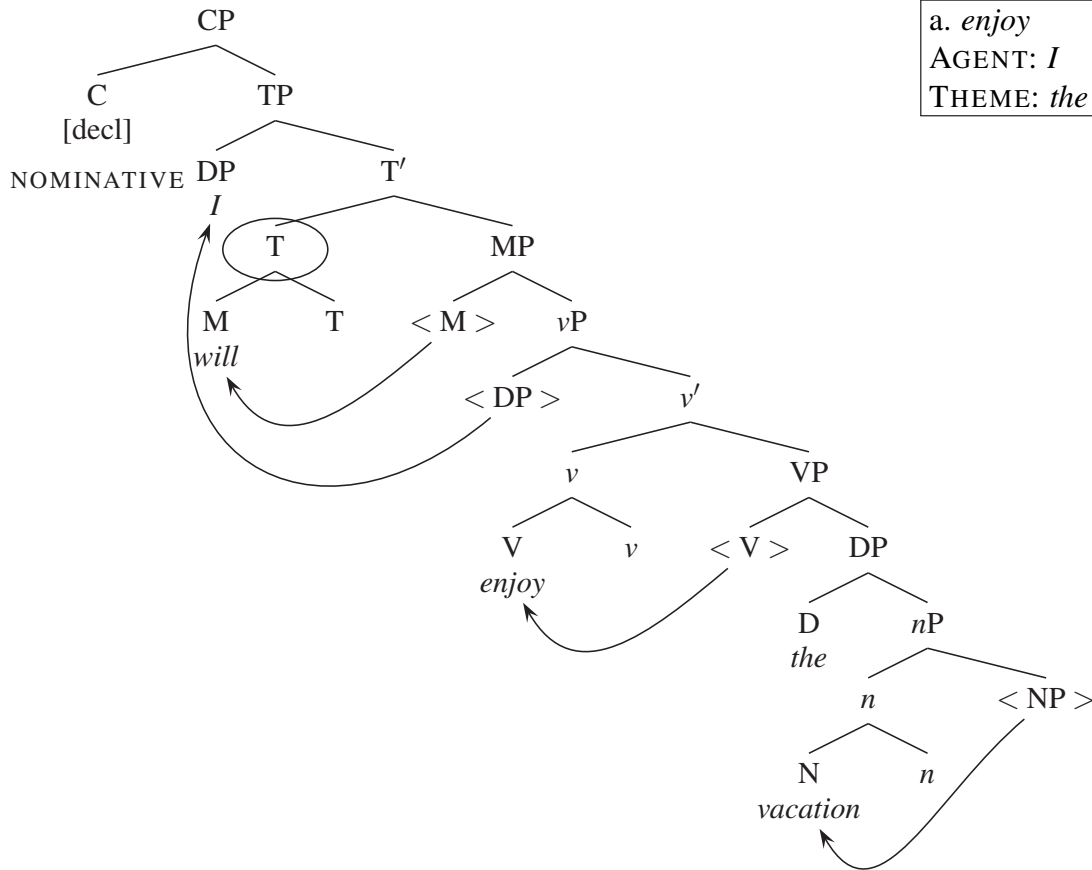 CP
a. enjoy
AGENT: I
THEME: the
C TP
[decl]
NOMINATIVE DP T′
I
T MP
M T < M > vP
will
< DP > v′
v VP
V v < V > DP
enjoy
D nP
the
n < NP >
N n
vacation